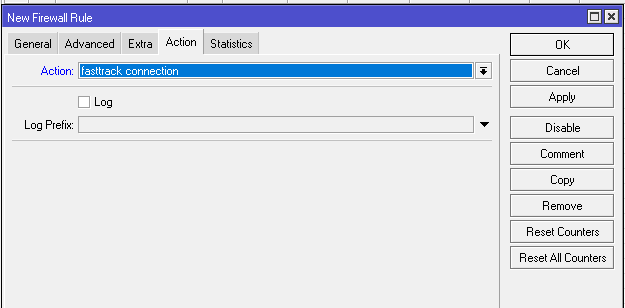 New Firewall Rule
General Advanced Extra Action Statistics
Action: fasttrack connection
Log
Log Prefix:
OK
Cancel
Apply
Disable
Comment
Copy
Remove
Reset Counters
Reset All Counters